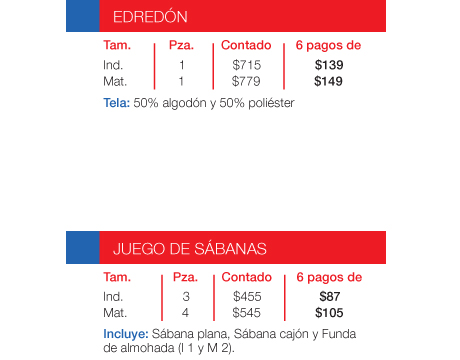 EDREDÓN
Tam. Pza. Contado 6 pagos de
Ind. 1 $715 $139
Mat. 1 $779 $149
Tela: 50% algodón y 50% poliéster
JUEGO DE SÁBANAS
Tam. Pza. Contado 6 pagos de
Ind. 3 $455 $87
Mat. 4 $545 $105
Incluye: Sábana plana, Sábana cajón y Funda
de almohada (I 1 y M 2).